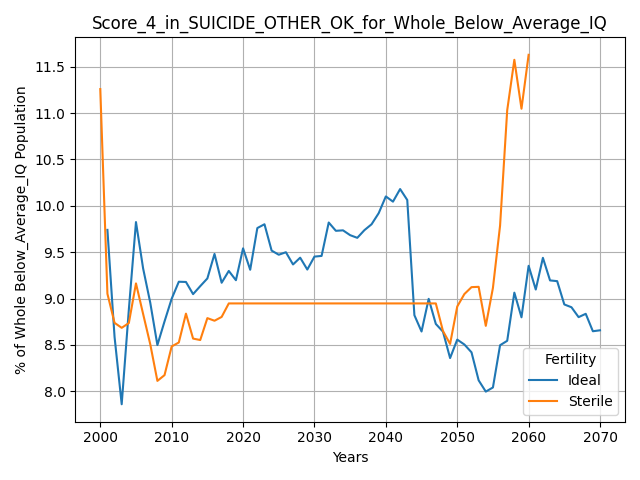 Score_4_in_SUICIDE_OTHER_OK_for_Whole_Below_Average_IQ
% of Whole Below_Average_IQ Population
11.5
11.0
10.5
10.0
9.5
9.0
8.5
8.0
Fertility
Ideal
Sterile
2000 2010 2020 2030 2040 2050 2060 2070
Years